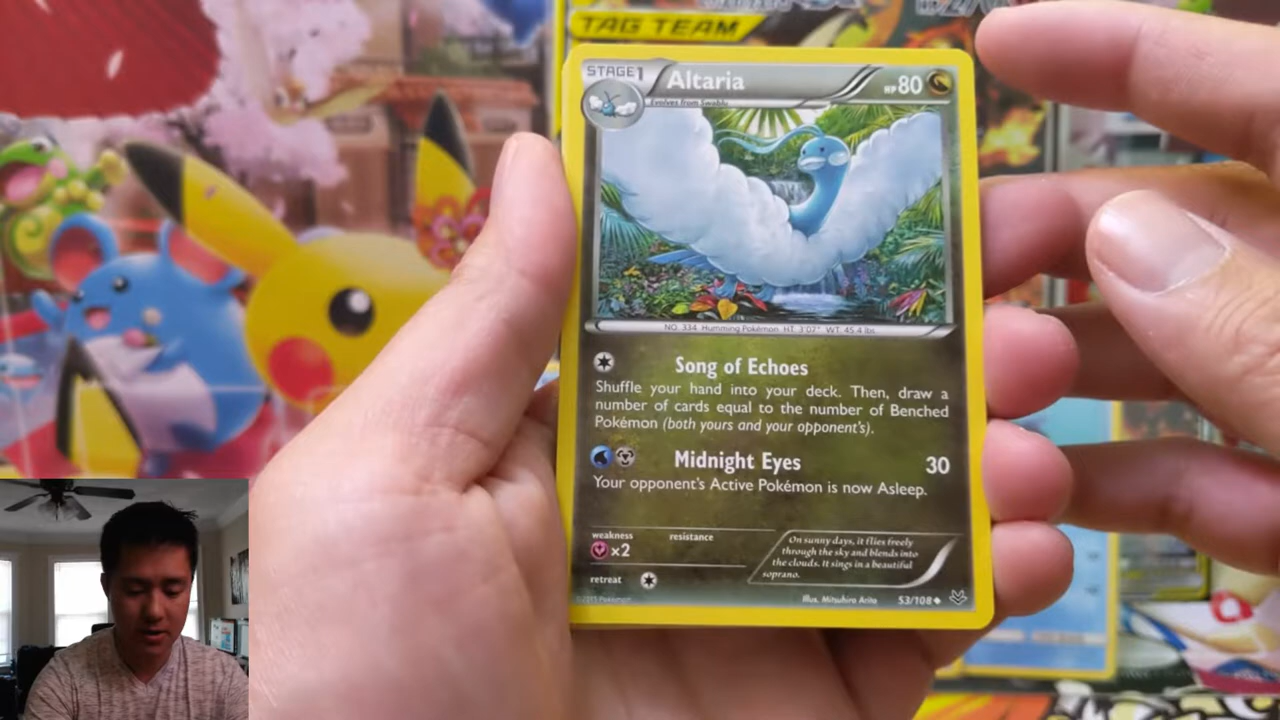 TAG TEAM
STAGE1 Altaria HP80
Evolves from Swablu
NO. 334 Humming Pokémon HT: 3'07" WT: 45.4 lbs.
Song of Echoes
Shuffle your hand into your deck. Then, draw a
number of cards equal to the number of Benched
Pokémon (both yours and your opponent's).
Midnight Eyes 30
Your opponent's Active Pokémon is now Asleep.
weakness resistance
×2
On sunny days, it flies freely
through the sky and blends into
the clouds. It sings in a beautiful
soprano.
retreat
©2015 Pokémon Illus. Mitsuhiro Arita 53/108